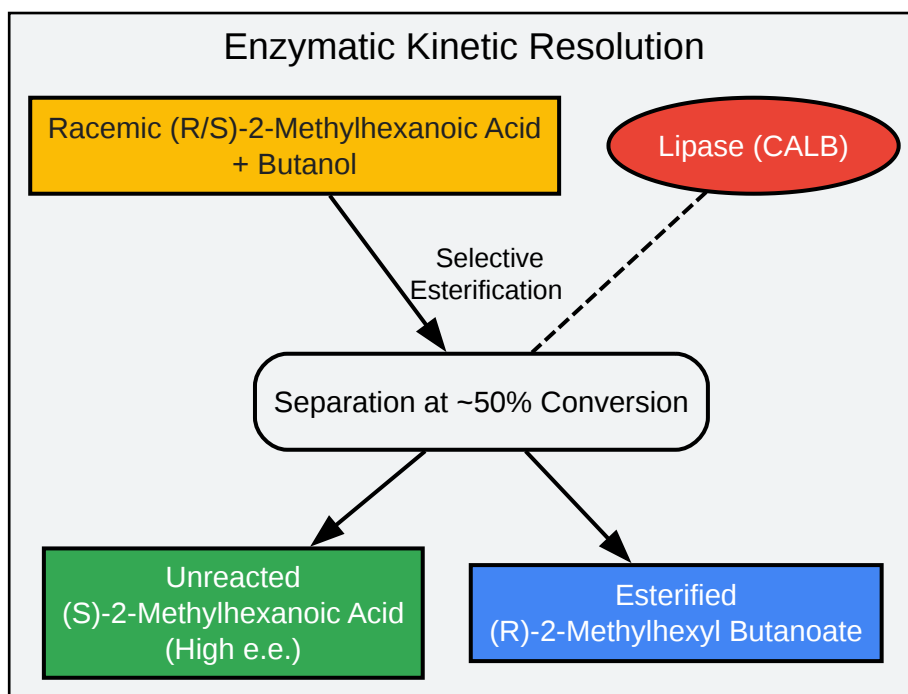 Enzymatic Kinetic Resolution
Racemic (R/S)-2-Methylhexanoic Acid
+ Butanol
Lipase (CALB)
Selective
Esterification
Separation at ~50% Conversion
Unreacted
(S)-2-Methylhexanoic Acid
(High e.e.)
Esterified
(R)-2-Methylhexyl Butanoate